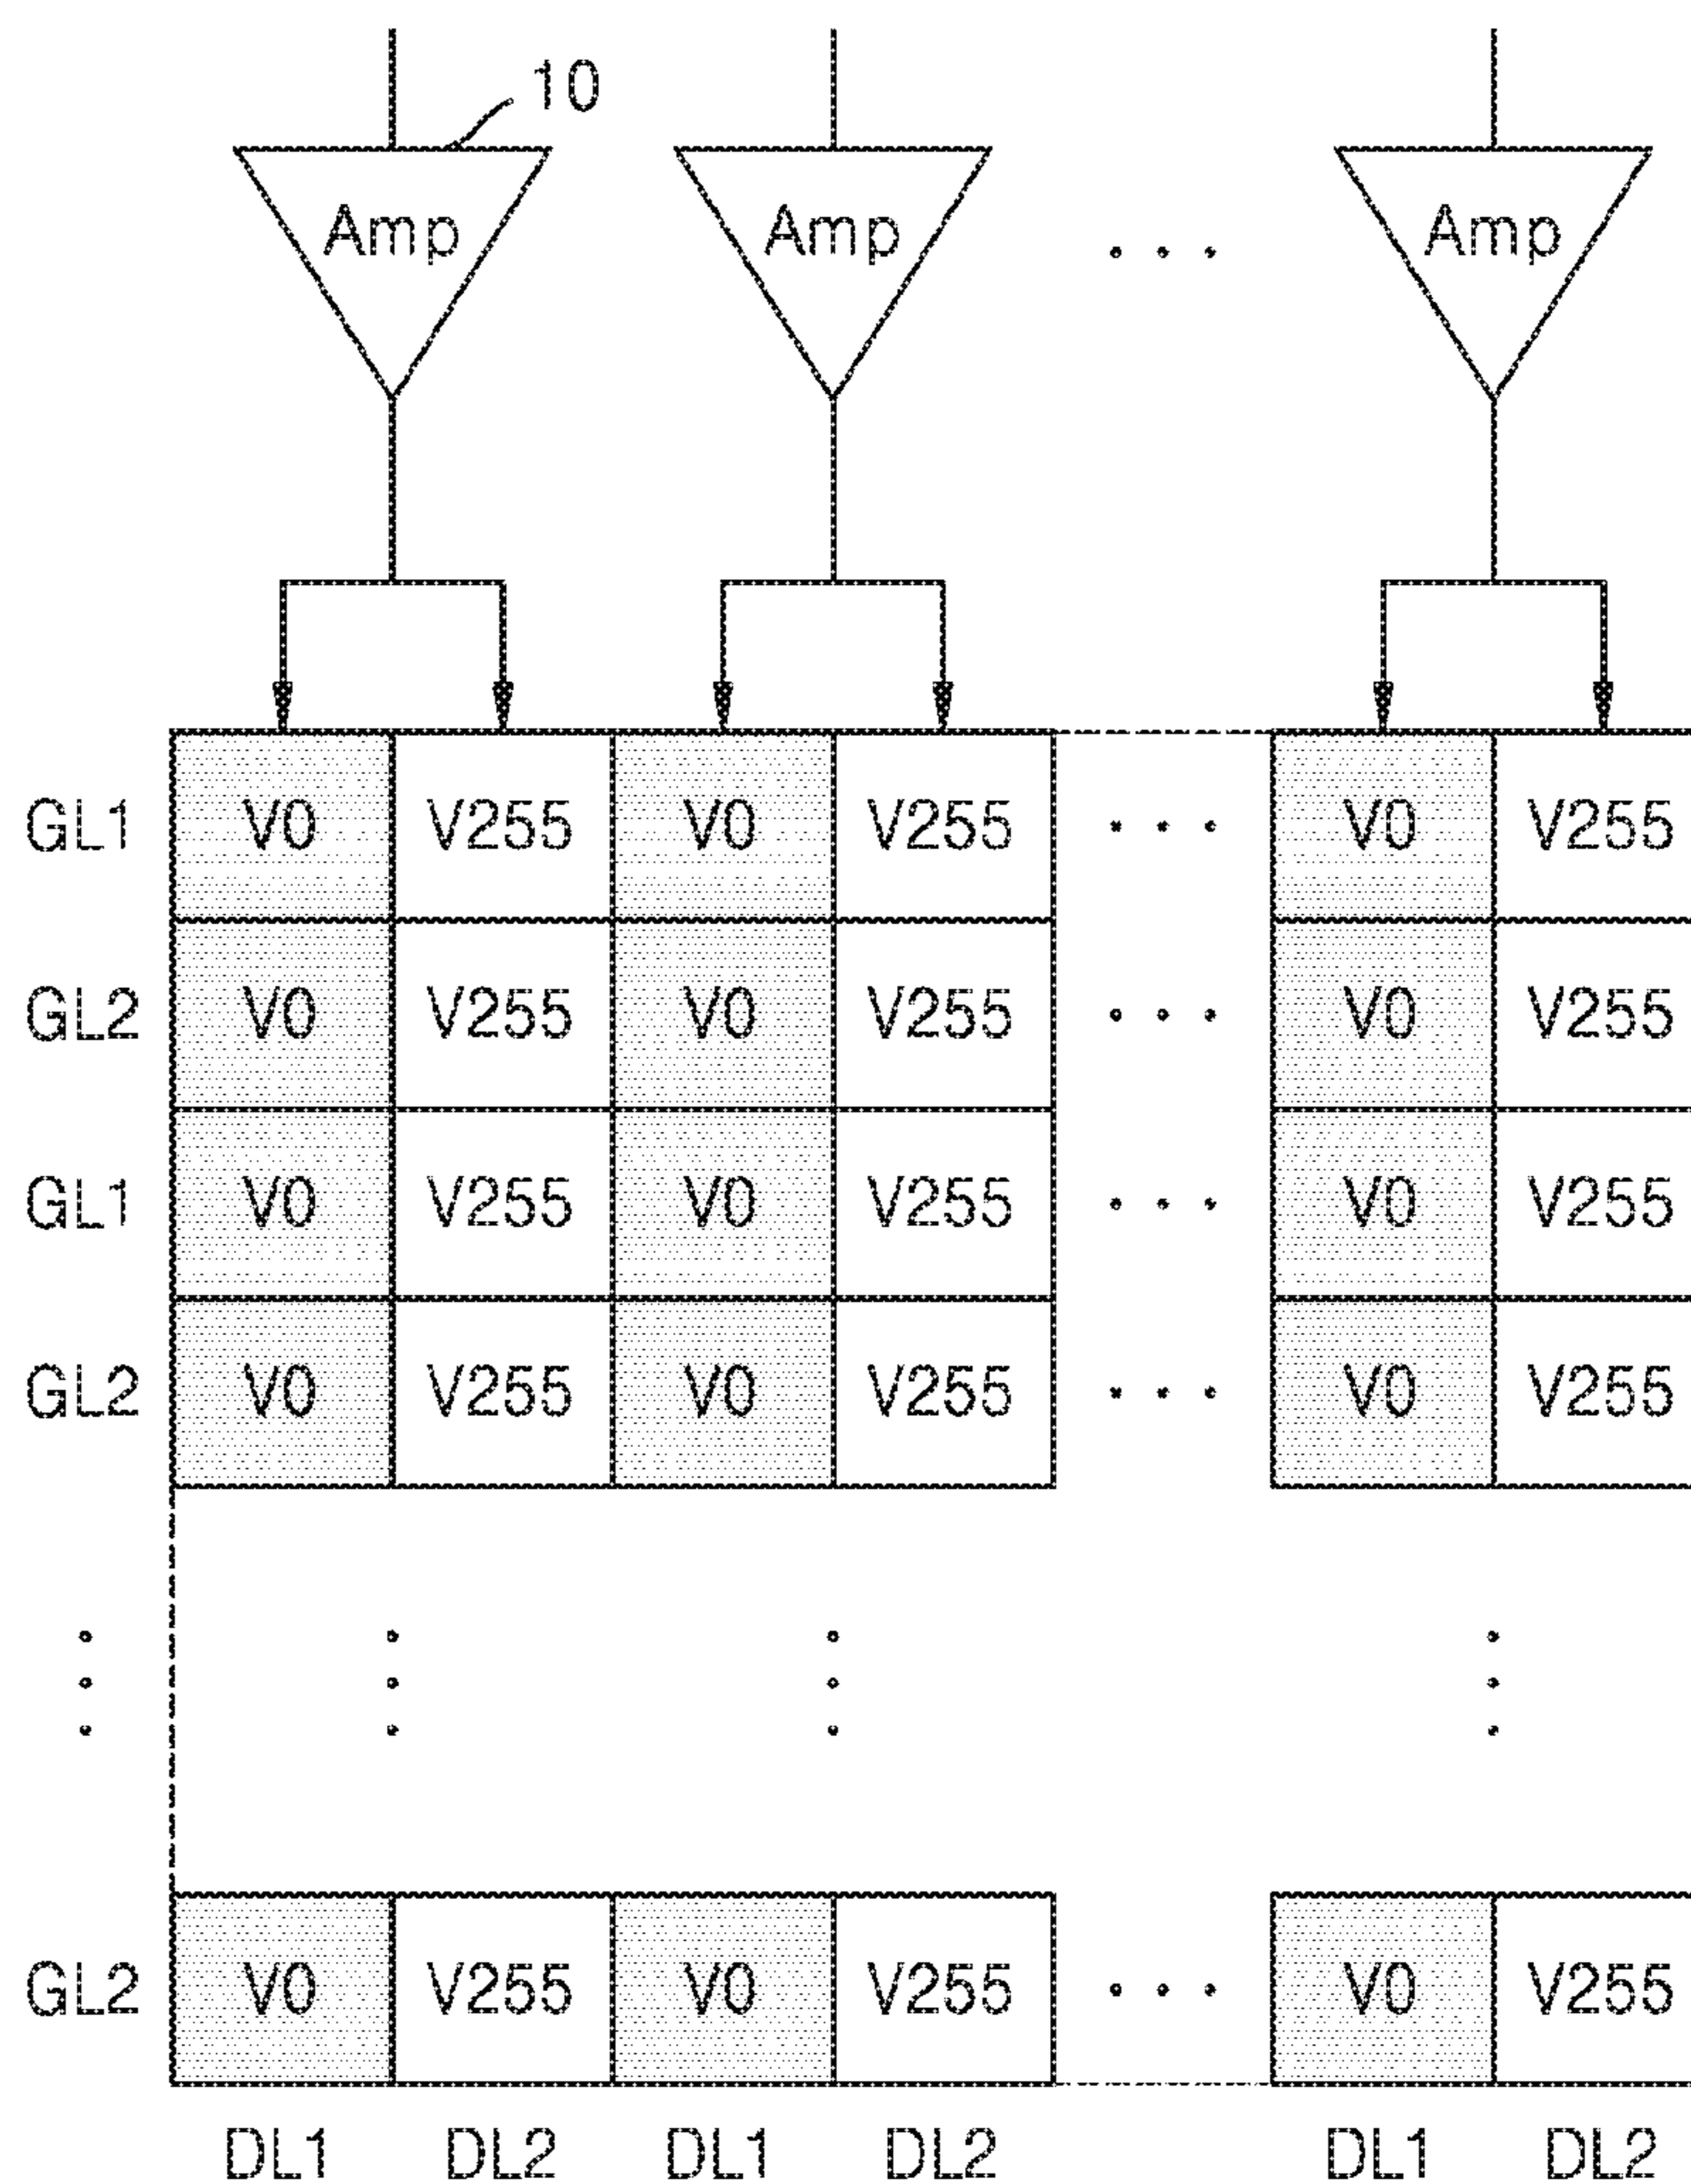 10
Amp Amp . . . Amp
GL1 V0 V255 V0 V255 . . . V0 V255
GL2 V0 V255 V0 V255 . . . V0 V255
GL1 V0 V255 V0 V255 . . . V0 V255
GL2 V0 V255 V0 V255 . . . V0 V255
GL2 V0 V255 V0 V255 . . . V0 V255
DL1 DL2 DL1 DL2 DL1 DL2